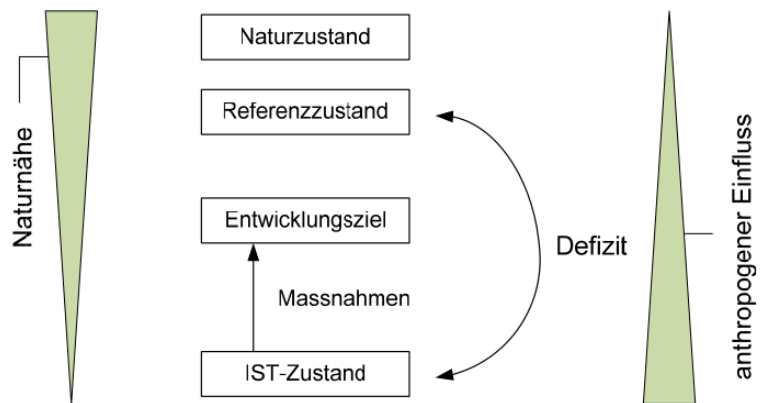 Naturzustand
Referenzzustand
Naturnähe
Entwicklungsziel
Defizit
anthropogener Einfluss
Massnahmen
IST-Zustand